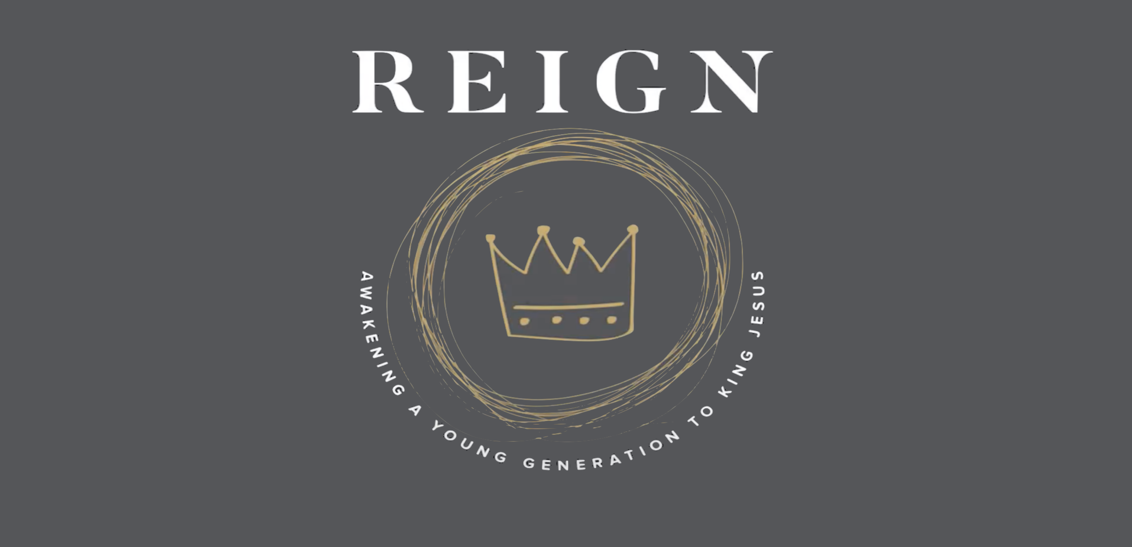 REIGN
AWAKENING A YOUNG GENERATION TO KING JESUS